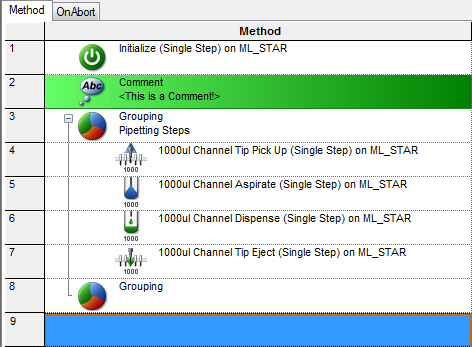 Method OnAbort
Method
1 Initialize (Single Step) on ML_STAR
2 Abc Comment
<This is a Comment!>
3 Grouping
Pipetting Steps
4 1000 1000ul Channel Tip Pick Up (Single Step) on ML_STAR
5 1000 1000ul Channel Aspirate (Single Step) on ML_STAR
6 1000 1000ul Channel Dispense (Single Step) on ML_STAR
7 1000 1000ul Channel Tip Eject (Single Step) on ML_STAR
8 Grouping
9